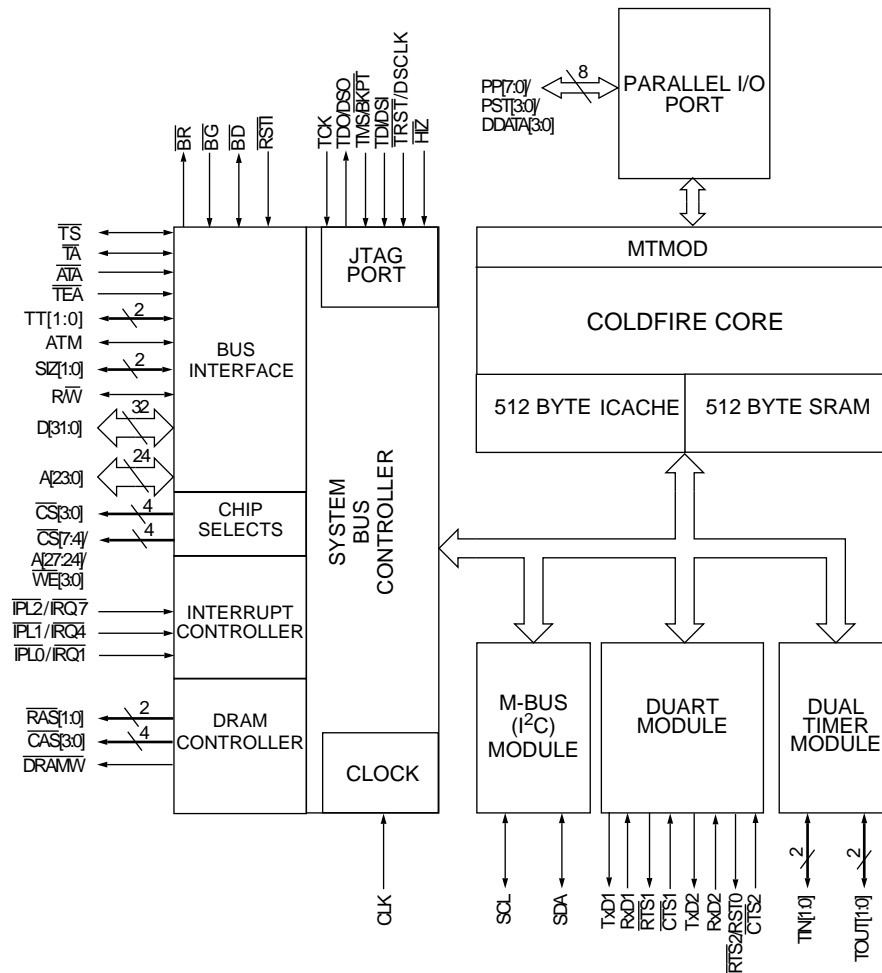 8
PP[7:0]/
PST[3:0]/
DDATA[3:0]
PARALLEL I/O
PORT
BR
BG
BD
RSTI
TCK
TDO/DSO
TMS/BKPT
TDI/DSI
TRST/DSCLK
HIZ
TS
TA
ATA
TEA
TT[1:0]
2
ATM
SIZ[1:0]
2
R/W
D[31:0]
32
A[23:0]
24
CS[3:0]
4
CS[7:4]/
4
A[27:24]/
WE[3:0]
IPL2/IRQ7
IPL1/IRQ4
IPL0/IRQ1
RAS[1:0]
2
CAS[3:0]
4
DRAMW
BUS
INTERFACE
CHIP
SELECTS
INTERRUPT
CONTROLLER
DRAM
CONTROLLER
JTAG
PORT
SYSTEM
BUS
CONTROLLER
CLOCK
CLK
MTMOD
COLDFIRE CORE
512 BYTE ICACHE
512 BYTE SRAM
M-BUS
(I²C)
MODULE
DUART
MODULE
DUAL
TIMER
MODULE
SCL
SDA
TxD1
RxD1
RTS1
CTS1
TxD2
RxD2
RTS2/RST0
CTS2
2
TIN[1:0]
2
TOUT[1:0]